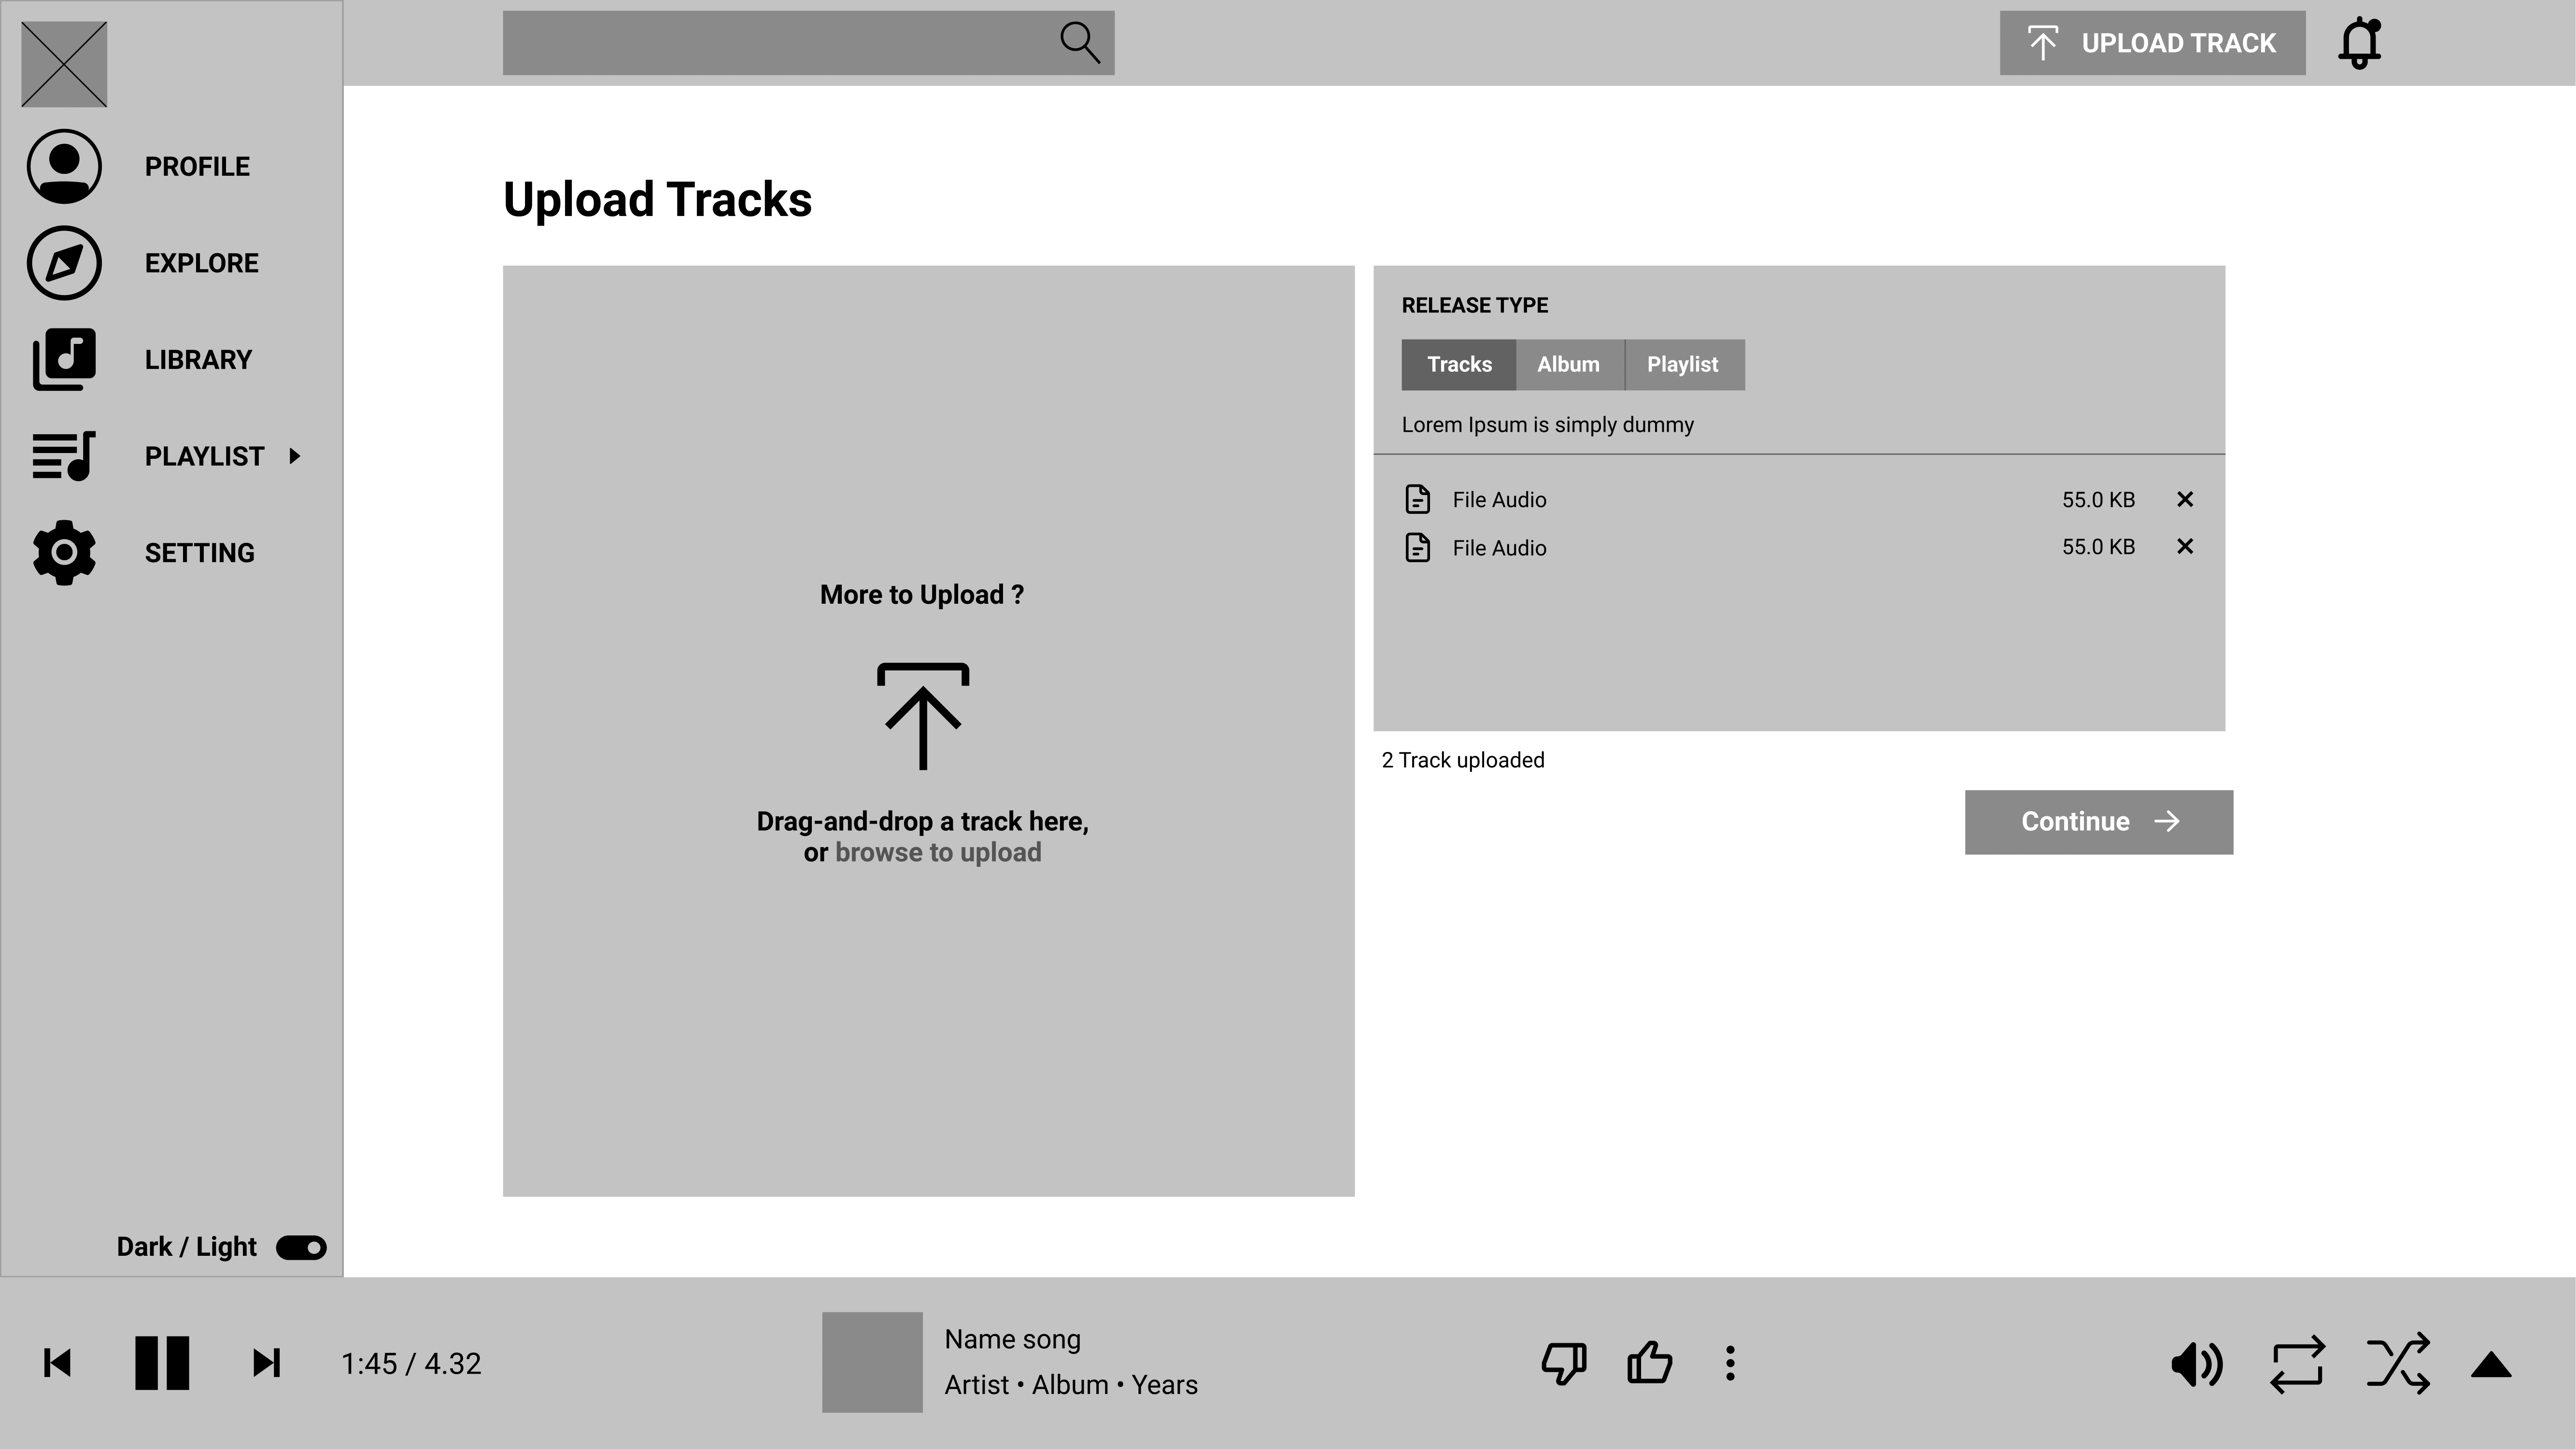 UPLOAD TRACK
PROFILE
EXPLORE
LIBRARY
PLAYLIST
SETTING
Dark / Light
Upload Tracks
More to Upload ?
Drag-and-drop a track here,
or browse to upload
RELEASE TYPE
Tracks Album Playlist
Lorem Ipsum is simply dummy
File Audio 55.0 KB
File Audio 55.0 KB
2 Track uploaded
Continue
1:45 / 4.32
Name song
Artist • Album • Years